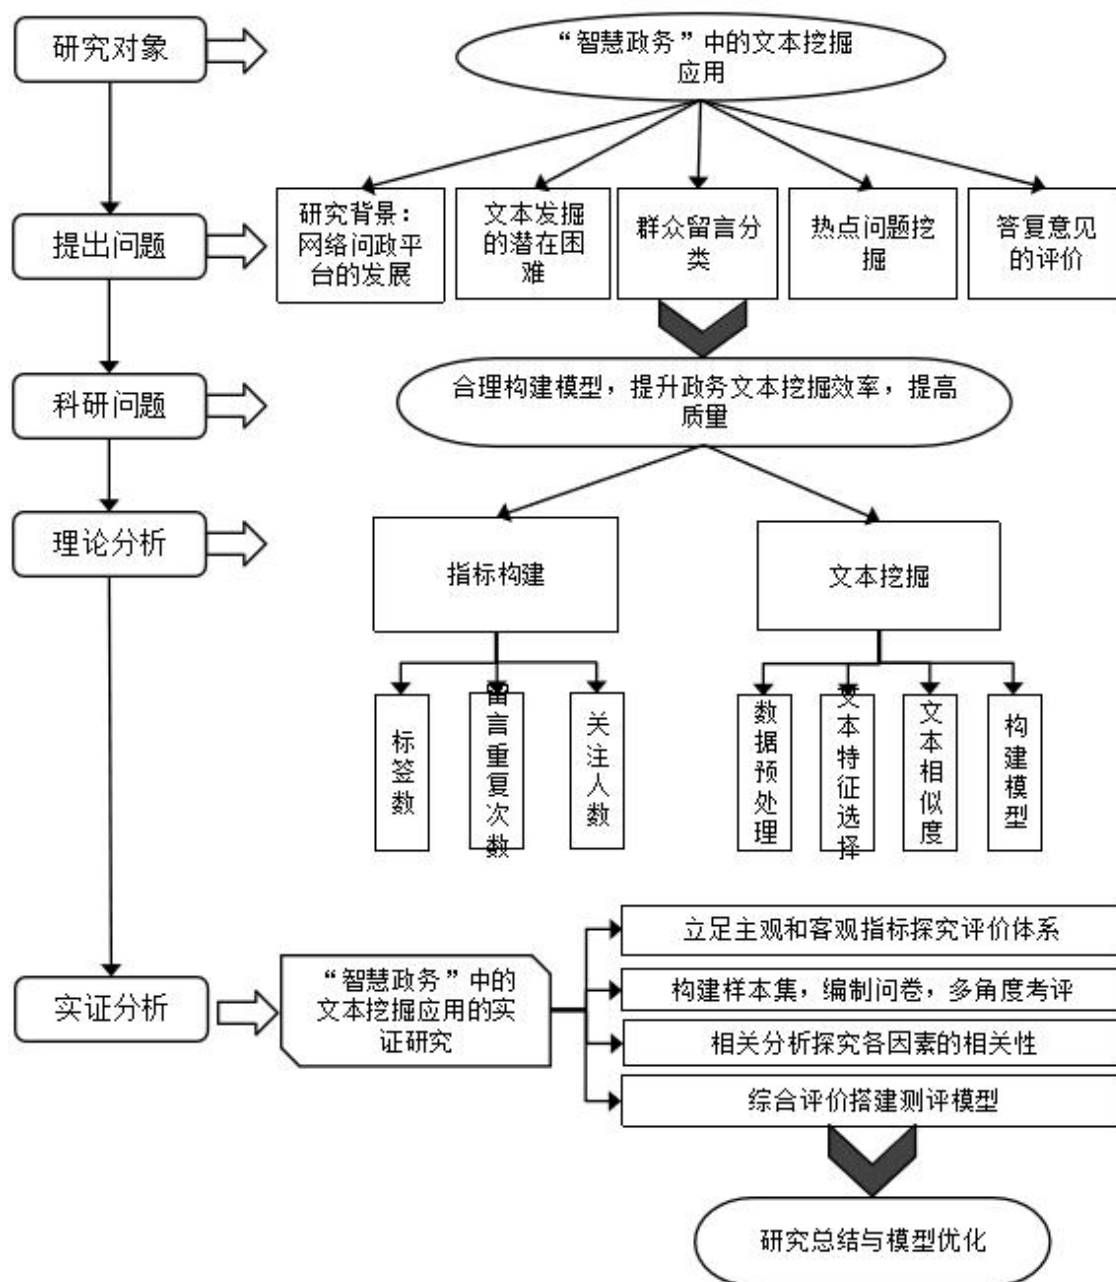 研究对象
“智慧政务”中的文本挖掘
应用
提出问题
研究背景：
网络问政平
台的发展
文本发掘
的潜在困
难
群众留言分
类
热点问题挖
掘
答复意见
的评价
科研问题
合理构建模型，提升政务文本挖掘效率，提高
质量
理论分析
指标构建
文本挖掘
标签数
留言重复次数
关注人数
数据预处理
文本特征选择
文本相似度
构建模型
实证分析
“智慧政务”中的
文本挖掘应用的实
证研究
立足主观和客观指标探究评价体系
构建样本集，编制问卷，多角度考评
相关分析探究各因素的相关性
综合评价搭建测评模型
研究总结与模型优化